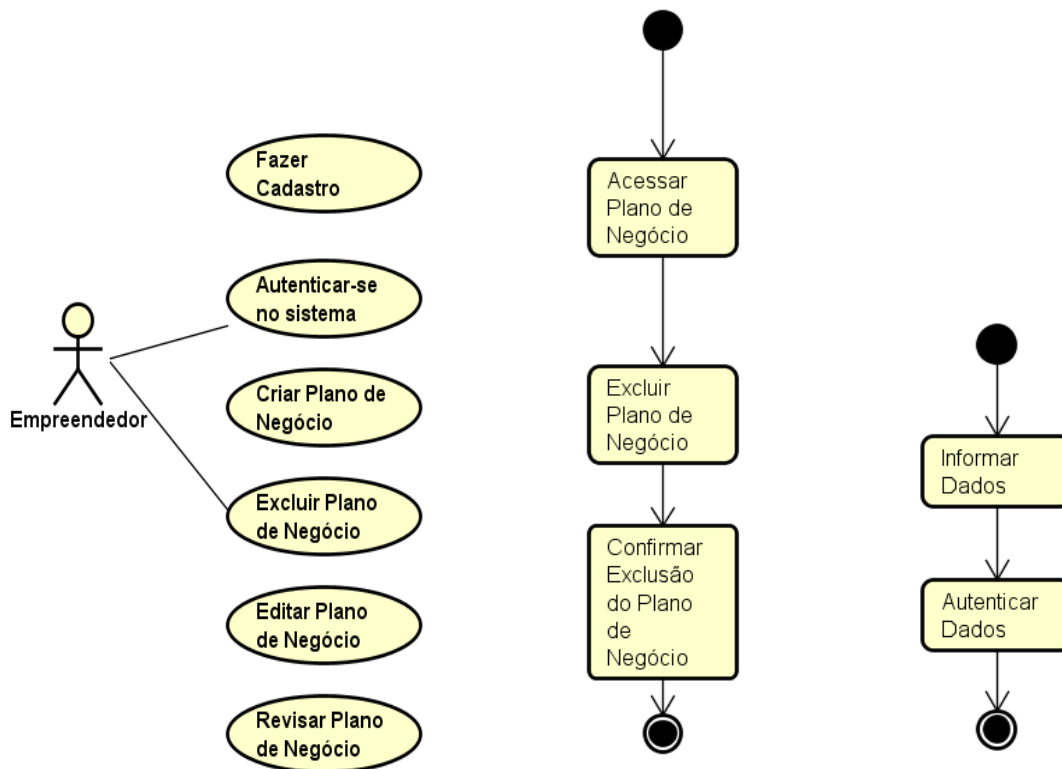 Fazer
Cadastro
Autenticar-se
no sistema
Criar Plano de
Negócio
Empreendedor
Excluir Plano
de Negócio
Editar Plano
de Negócio
Revisar Plano
de Negócio
Acessar
Plano de
Negócio
Excluir
Plano de
Negócio
Confirmar
Exclusão
do Plano
de
Negócio
Informar
Dados
Autenticar
Dados